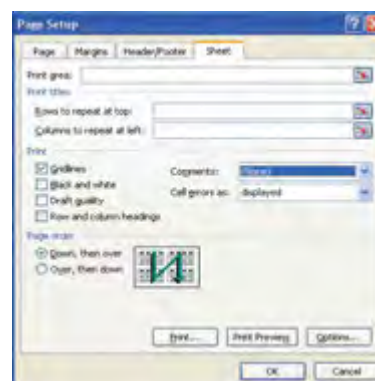 Page Setup
Page Margins Header/Footer Sheet
Print area:
Print titles
Rows to repeat at top:
Columns to repeat at left:
Print
Gridlines Comments: (None)
Black and white Cell errors as: displayed
Draft quality
Row and column headings
Page order
Down, then over
Over, then down
Print... Print Preview Options...
OK Cancel